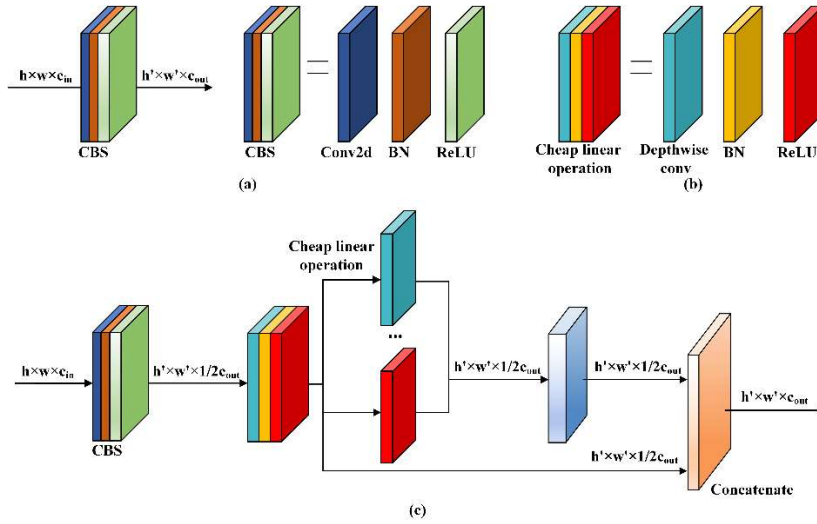 h×w×cin
h'×w'×cout
CBS
CBS
Conv2d
BN
ReLU
(a)
Cheap linear
operation
Depthwise
conv
BN
ReLU
(b)
Cheap linear
operation
...
h×w×cin
CBS
h'×w'×1/2cout
h'×w'×1/2cout
h'×w'×1/2cout
h'×w'×1/2cout
h'×w'×cout
Concatenate
(c)